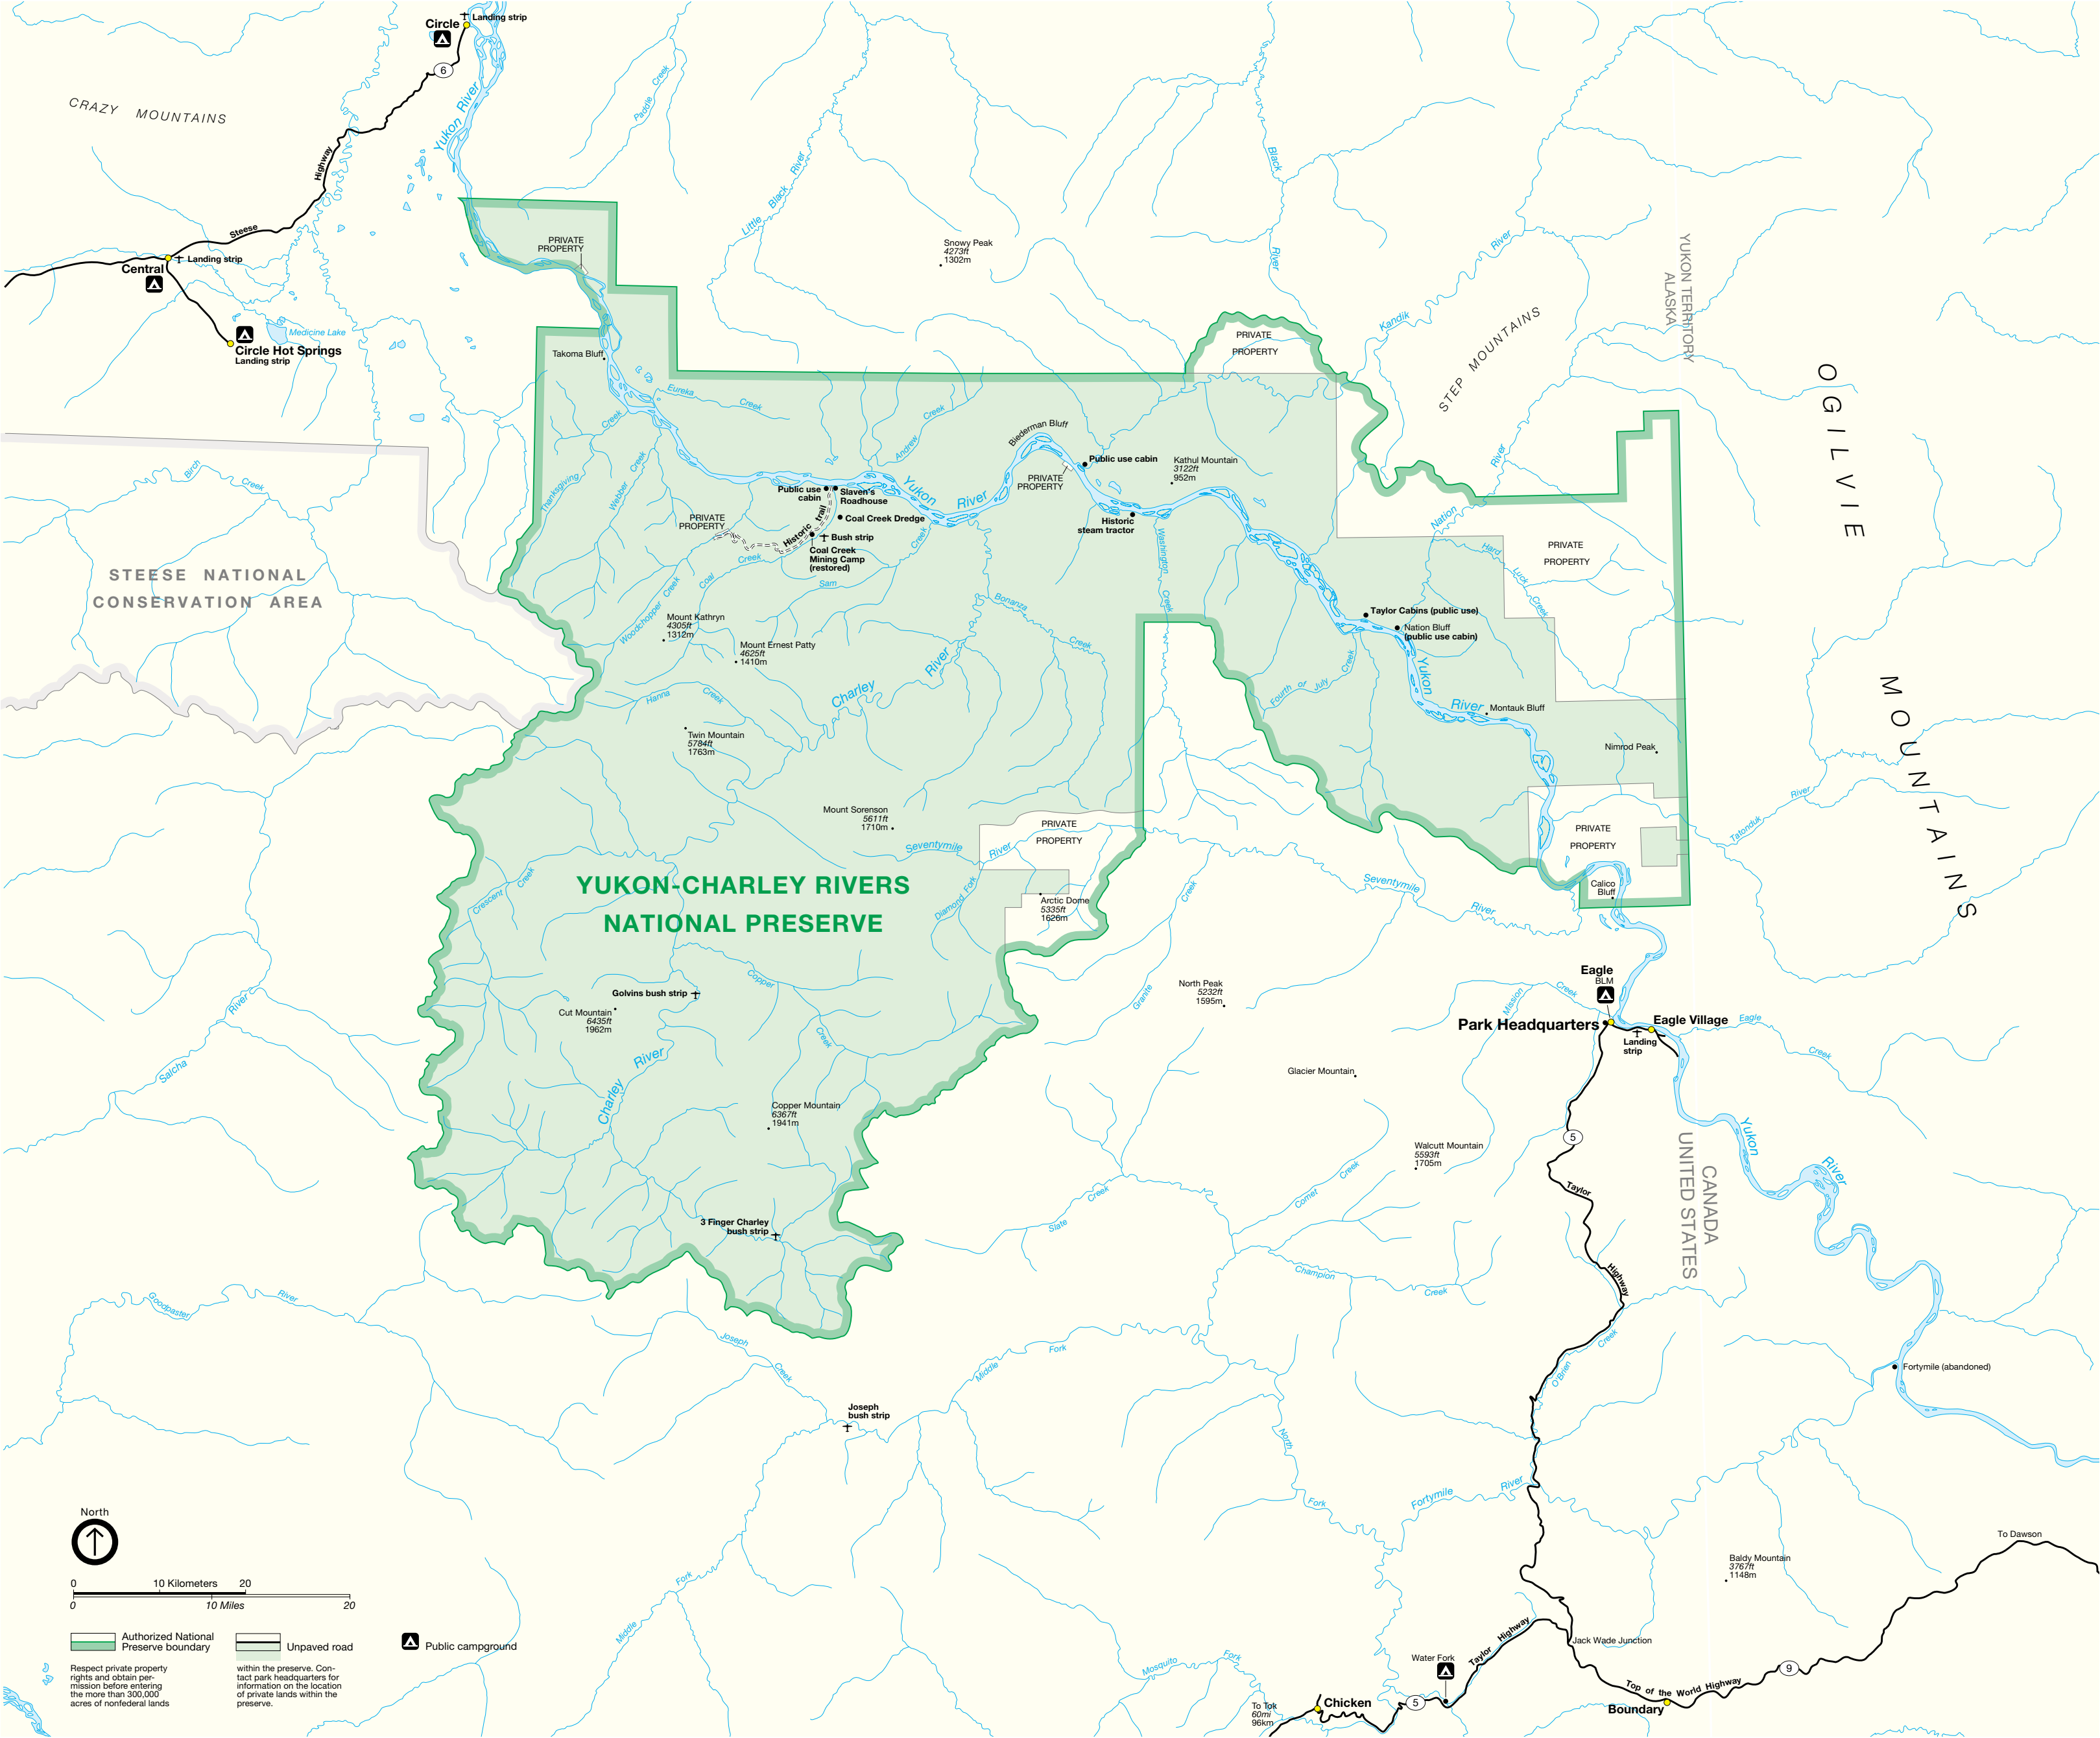 Landing strip
Circle
6
CRAZY MOUNTAINS
Highway
Steese
Yukon River
Paddle Creek
Little Black River
Black River
Central
Landing strip
Medicine Lake
Circle Hot Springs
Landing strip
PRIVATE
PROPERTY
Snowy Peak
4273ft
1302m
Kandik River
STEP MOUNTAINS
YUKON TERRITORY
ALASKA
PRIVATE
PROPERTY
OGILVIE
MOUNTAINS
Takoma Bluff
Eureka Creek
Andrew Creek
Biederman Bluff
Public use cabin
PRIVATE
PROPERTY
Kathul Mountain
3122ft
952m
Nation River
Birch Creek
Thanksgiving Creek
Webber Creek
Public use
cabin
Slaven's
Roadhouse
Coal Creek Dredge
Historic trail
Bush strip
Coal Creek
Mining Camp
(restored)
PRIVATE
PROPERTY
Yukon River
Historic
steam tractor
Washington Creek
Hard Luck Creek
PRIVATE
PROPERTY
STEESE NATIONAL
CONSERVATION AREA
Woodchopper Creek
Coal Creek
Sam Creek
Bonanza Creek
Mount Kathryn
4305ft
1312m
Mount Ernest Patty
4625ft
1410m
Taylor Cabins (public use)
Nation Bluff
(public use cabin)
Fourth of July Creek
Yukon River
Montauk Bluff
Nimrod Peak
Hanna Creek
Charley River
Twin Mountain
5784ft
1763m
Mount Sorenson
5611ft
1710m
Seventymile River
PRIVATE
PROPERTY
Tatonduk River
PRIVATE
PROPERTY
Calico
Bluff
YUKON-CHARLEY RIVERS
NATIONAL PRESERVE
Crescent Creek
Diamond Fork
Arctic Dome
5335ft
1626m
Granite Creek
Seventymile River
Golvins bush strip
Copper Creek
Cut Mountain
6435ft
1962m
North Peak
5232ft
1595m
Mission Creek
Eagle
BLM
Park Headquarters
Eagle Village
Landing
strip
Eagle Creek
Salcha River
Charley River
Glacier Mountain
Copper Mountain
6367ft
1941m
Walcutt Mountain
5593ft
1705m
5
Taylor Highway
CANADA
UNITED STATES
Yukon River
3 Finger Charley
bush strip
Slate Creek
Comet Creek
Champion Creek
Goodpaster River
Joseph Creek
Middle Fork
O'Brien Creek
Fortymile (abandoned)
Joseph
bush strip
North Fork
Fortymile River
North
0 10 Kilometers 20
0 10 Miles 20
Authorized National
Preserve boundary
Unpaved road
Public campground
Respect private property
rights and obtain per-
mission before entering
the more than 300,000
acres of nonfederal lands
within the preserve. Con-
tact park headquarters for
information on the location
of private lands within the
preserve.
Middle Fork
Mosquito Fork
Baldy Mountain
3767ft
1148m
To Dawson
Taylor Highway
Jack Wade Junction
Water Fork
To Tok
60mi
96km
Chicken
5
Top of the World Highway
9
Boundary